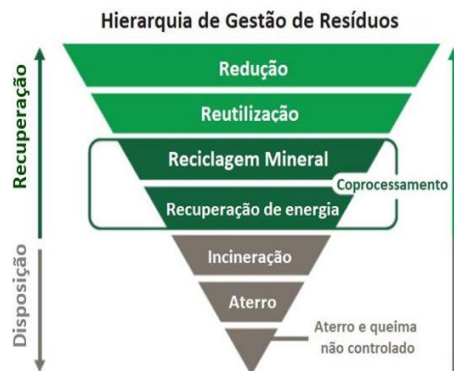 Hierarquia de Gestão de Resíduos
Recuperação
Disposição
Redução
Reutilização
Reciclagem Mineral
Coprocessamento
Recuperação de energia
Incineração
Aterro
Aterro e queima
não controlado